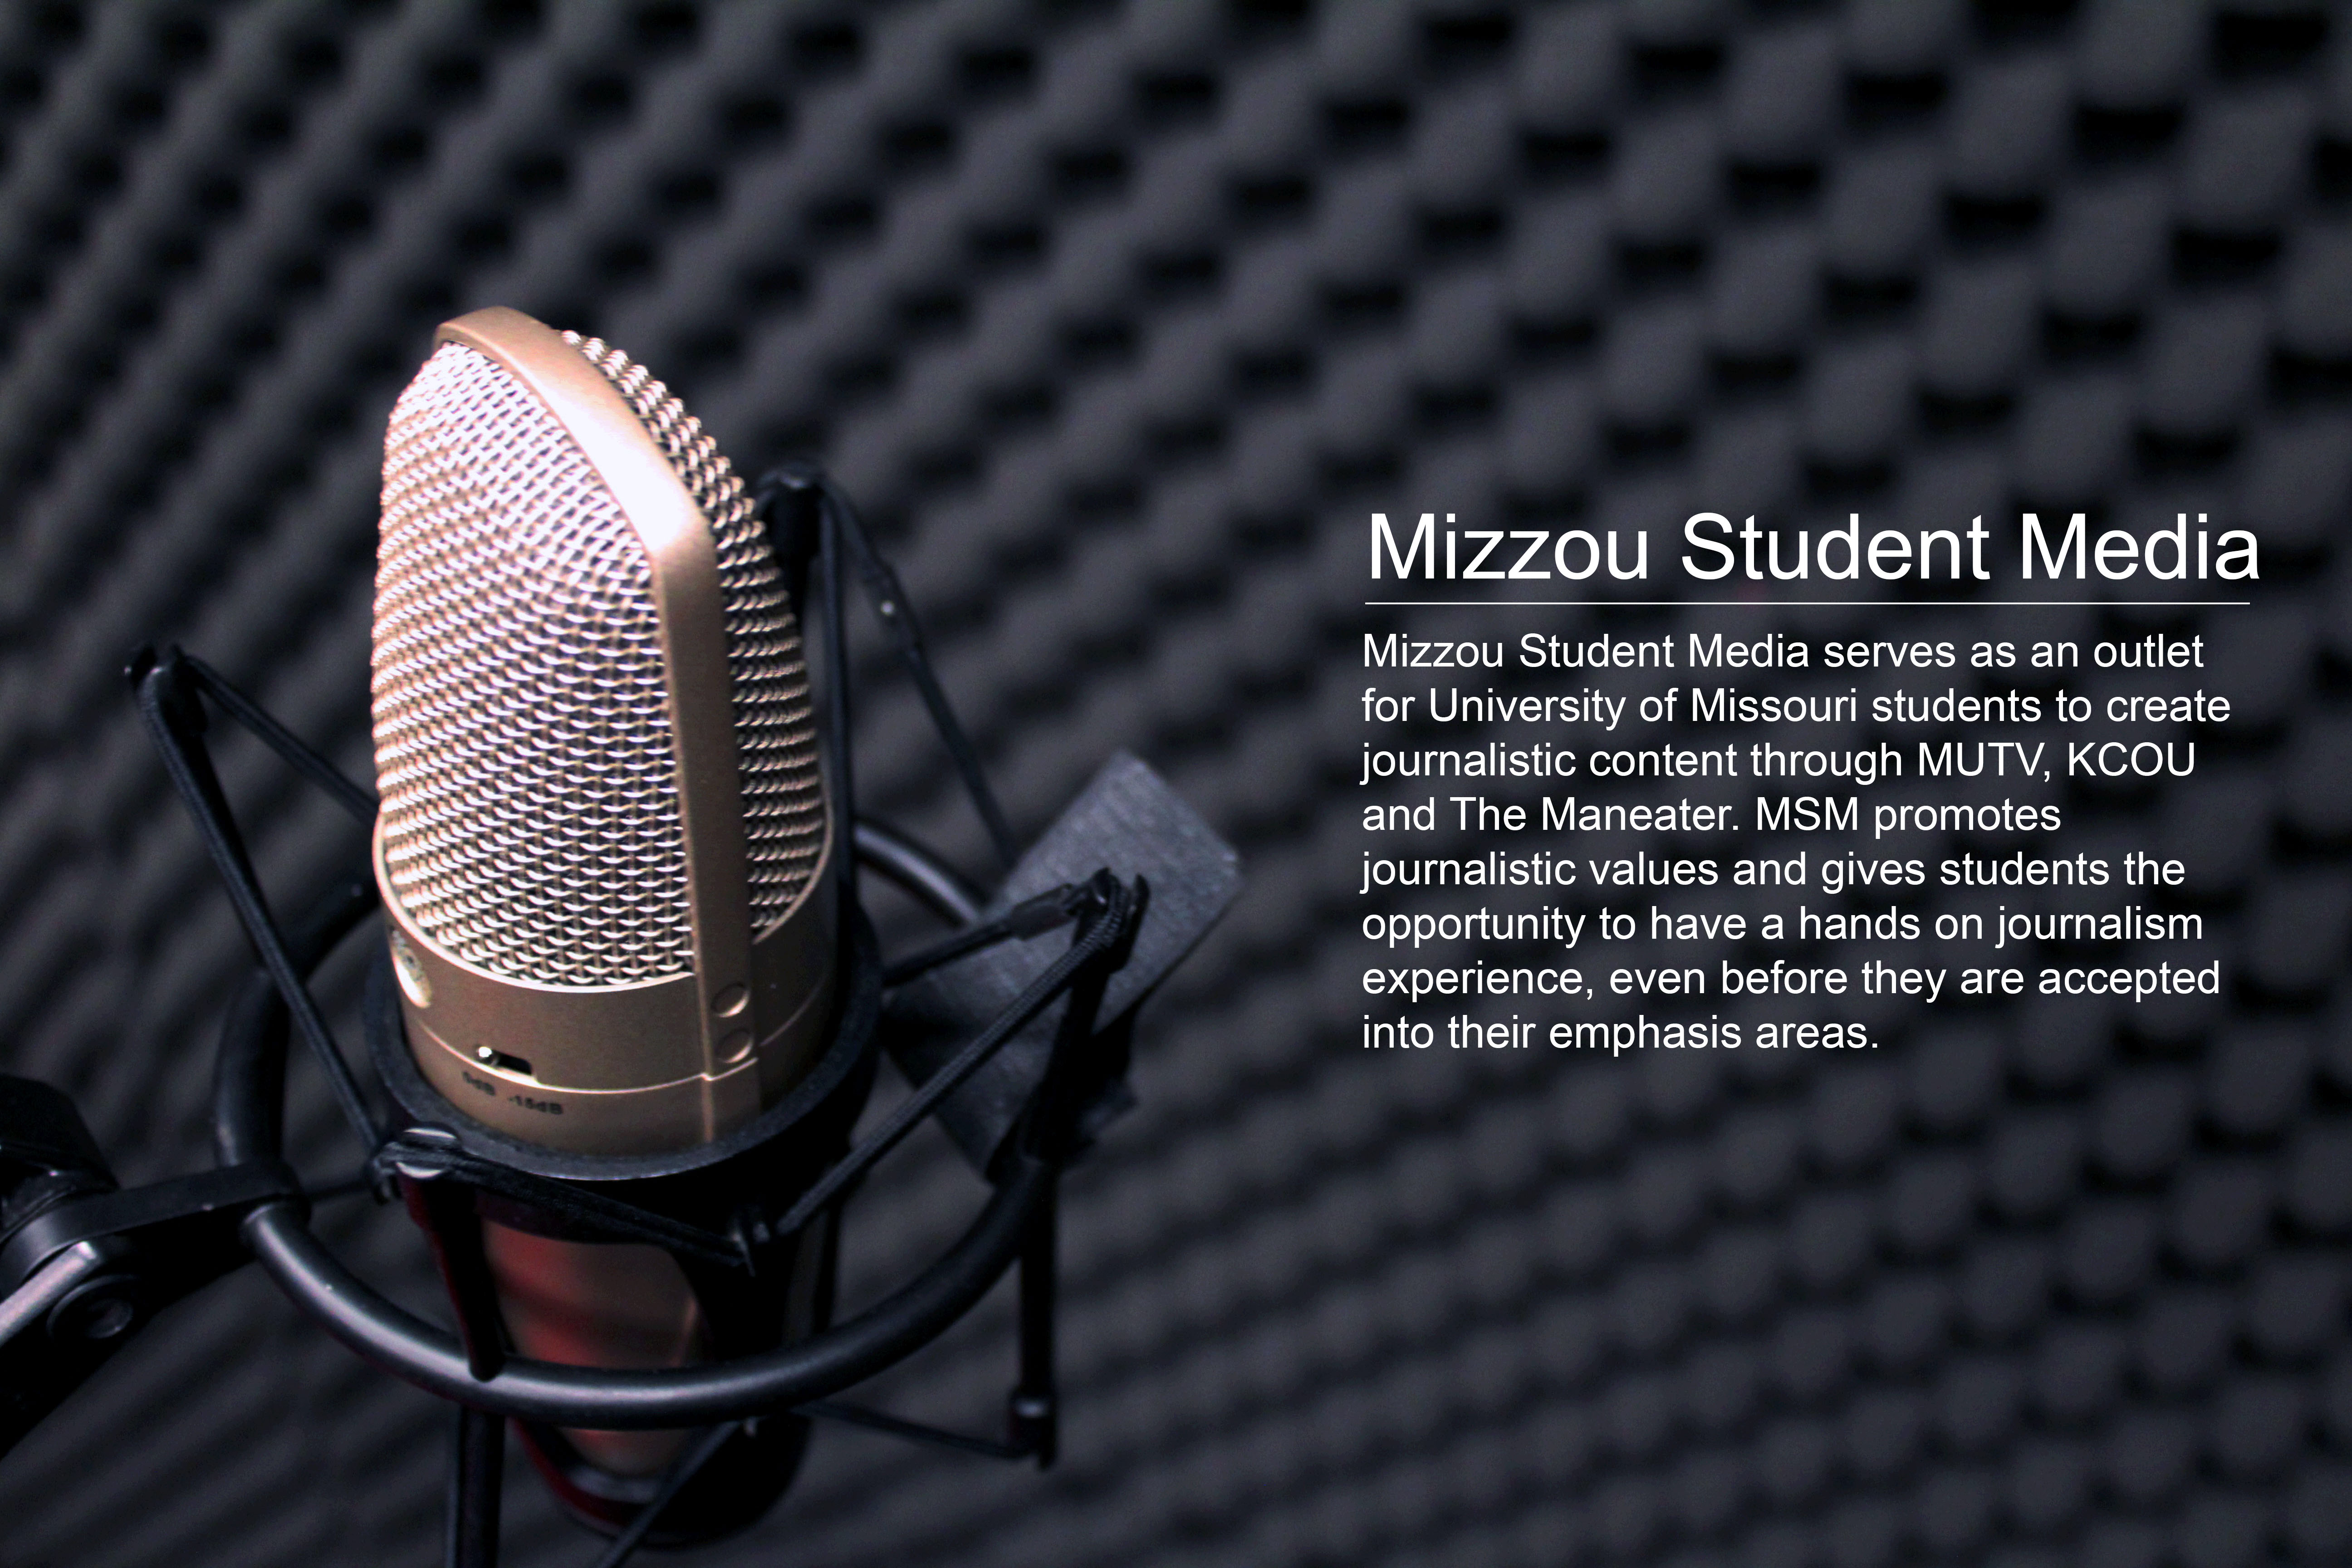 Mizzou Student Media
Mizzou Student Media serves as an outlet
for University of Missouri students to create
journalistic content through MUTV, KCOU
and The Maneater. MSM promotes
journalistic values and gives students the
opportunity to have a hands on journalism
experience, even before they are accepted
into their emphasis areas.